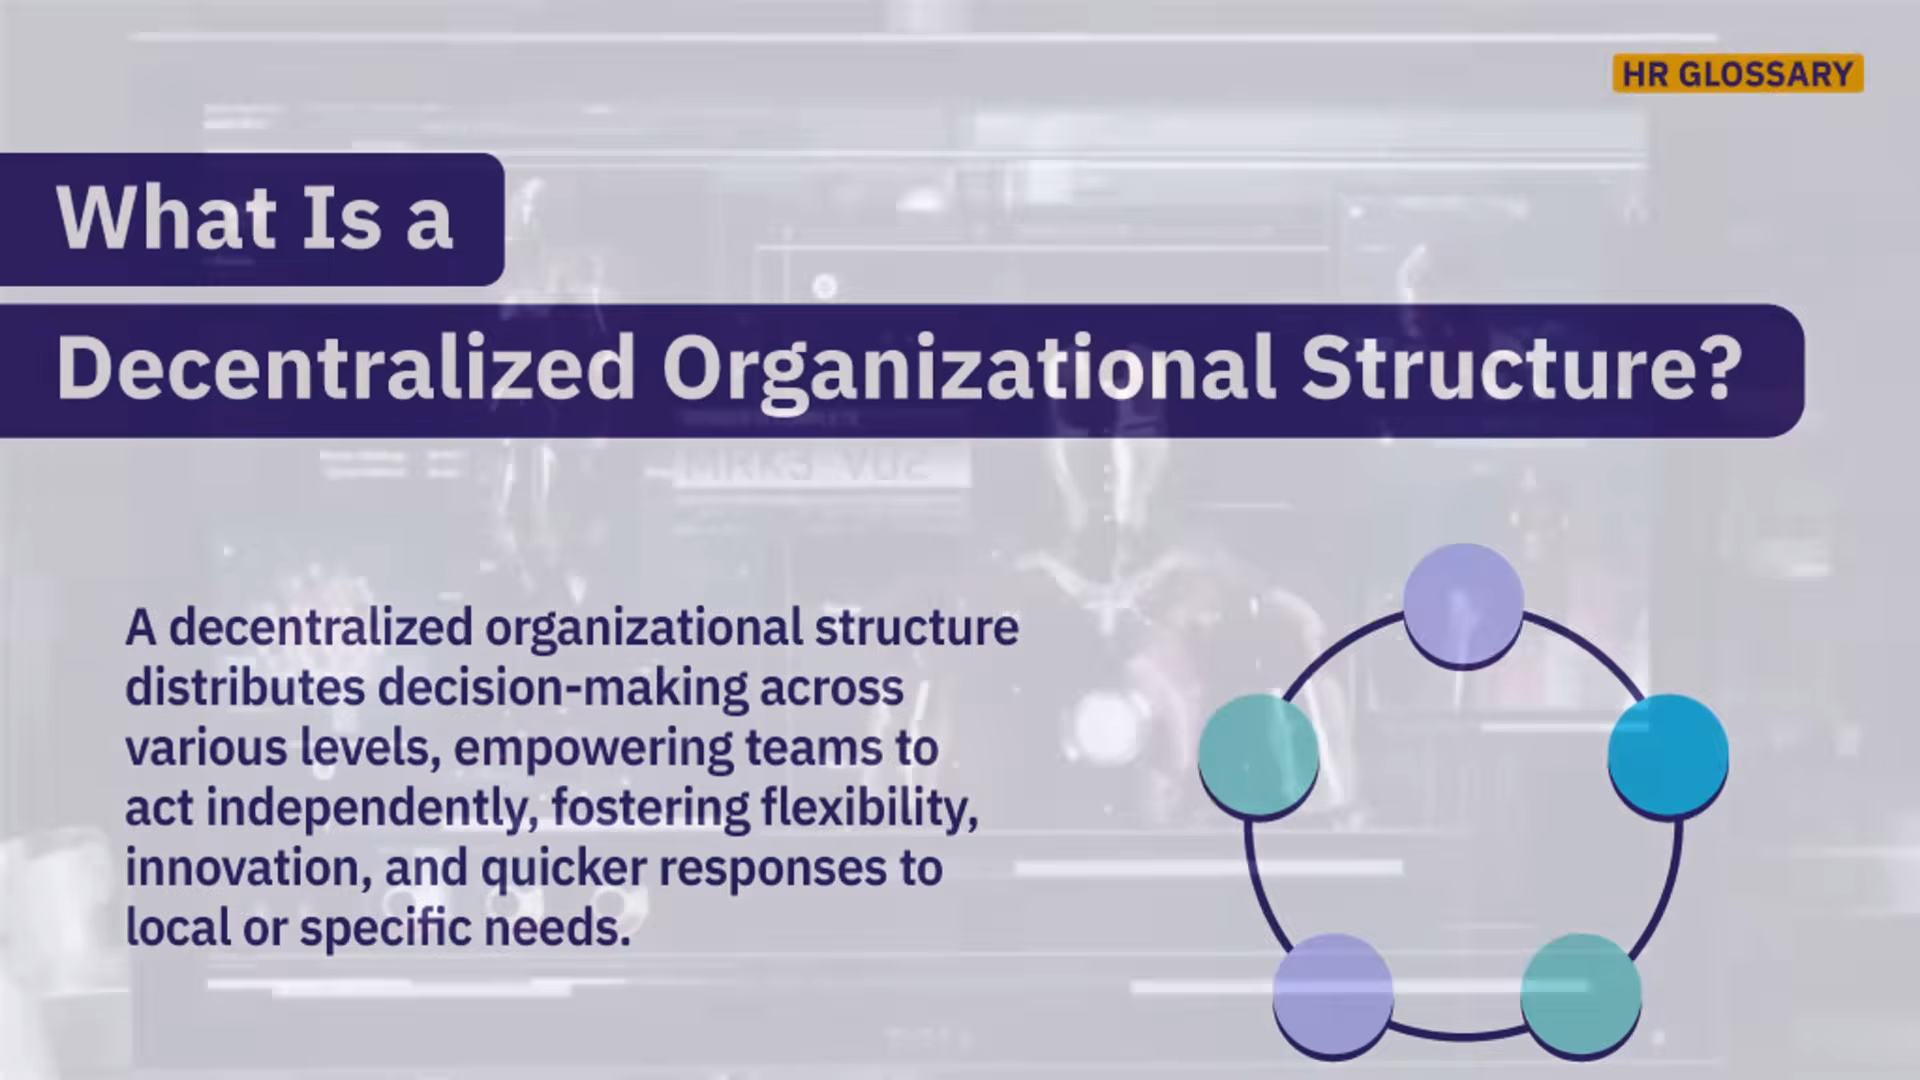 HR GLOSSARY
What Is a
Decentralized Organizational Structure?
A decentralized organizational structure
distributes decision-making across
various levels, empowering teams to
act independently, fostering flexibility,
innovation, and quicker responses to
local or specific needs.